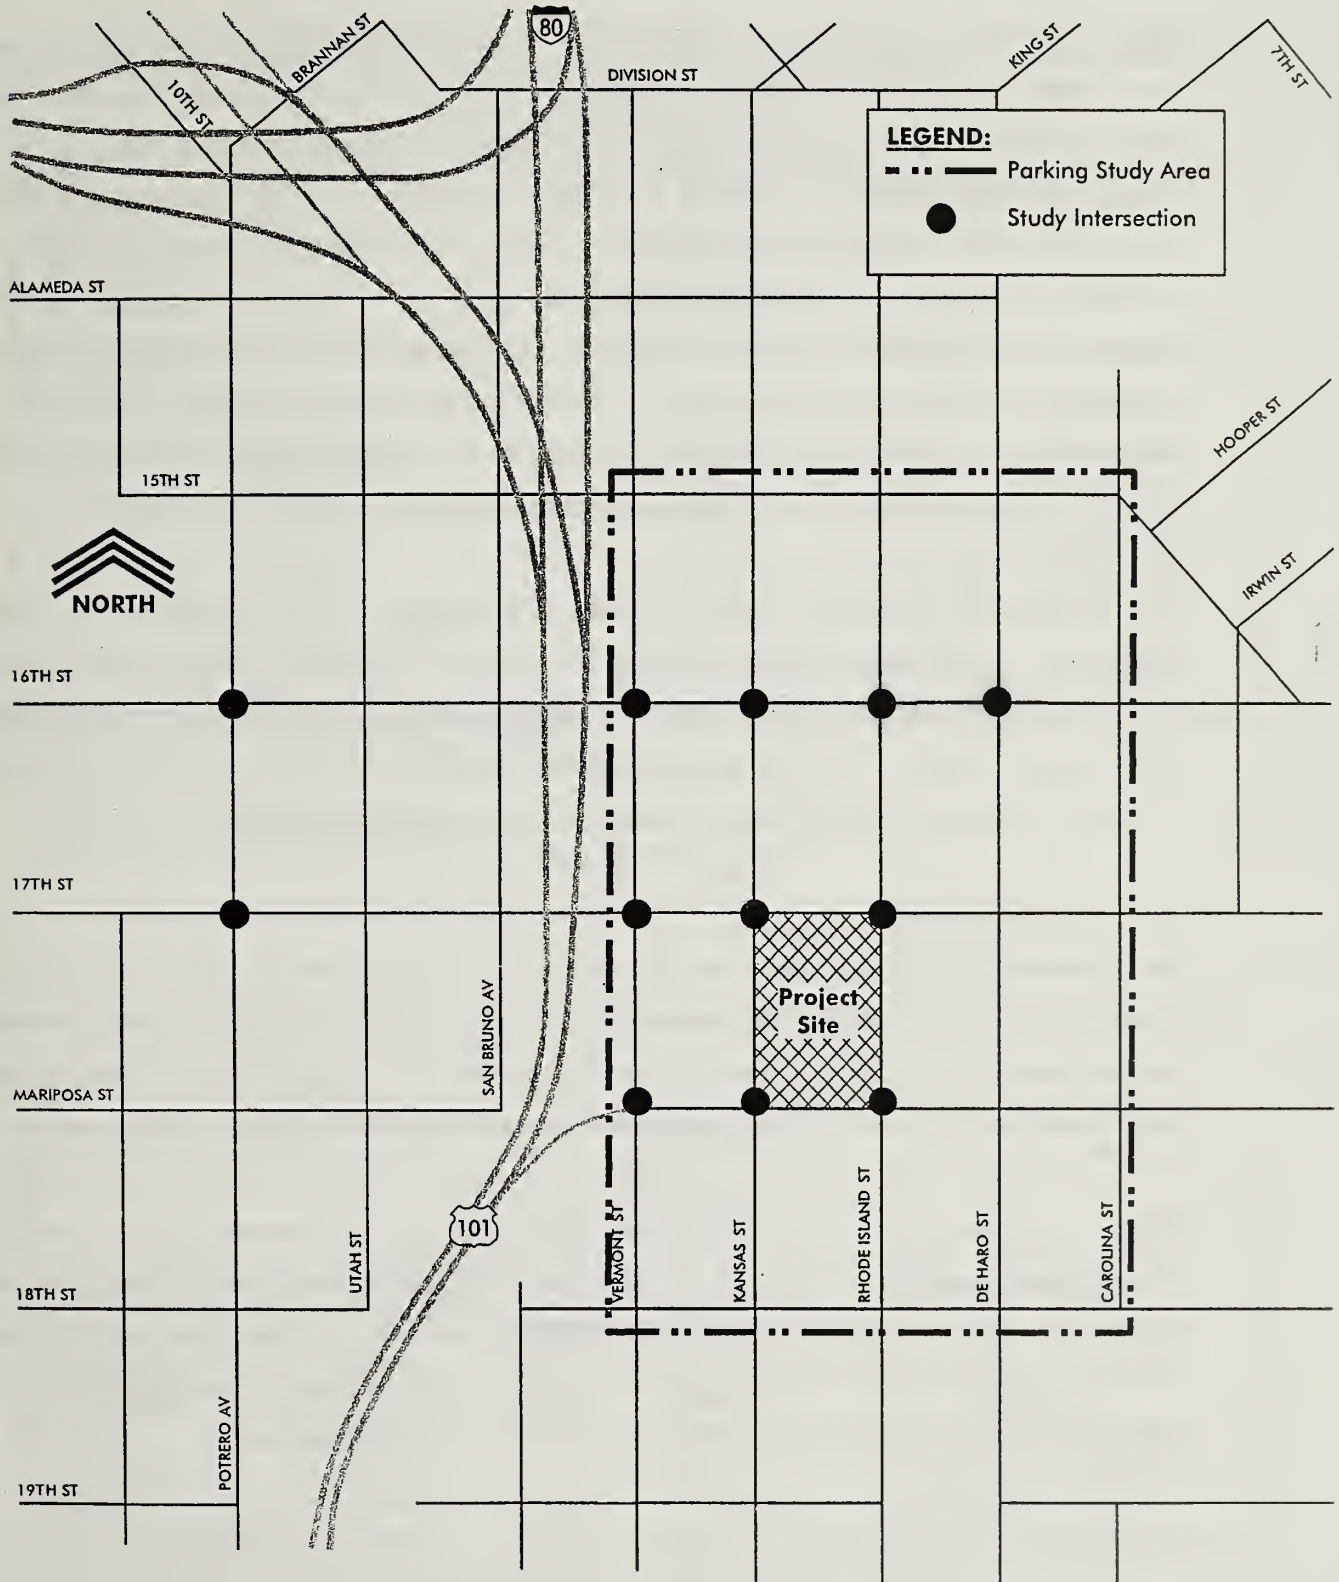 80
BRANNAN ST
DIVISION ST
KING ST
7TH ST
10TH ST
LEGEND:
Parking Study Area
Study Intersection
ALAMEDA ST
HOOPER ST
15TH ST
IRWIN ST
NORTH
16TH ST
17TH ST
Project
Site
SAN BRUNO AV
MARIPOSA ST
101
UTAH ST
VERMONT ST
KANSAS ST
RHODE ISLAND ST
DE HARO ST
CAROLINA ST
18TH ST
POTRERO AV
19TH ST